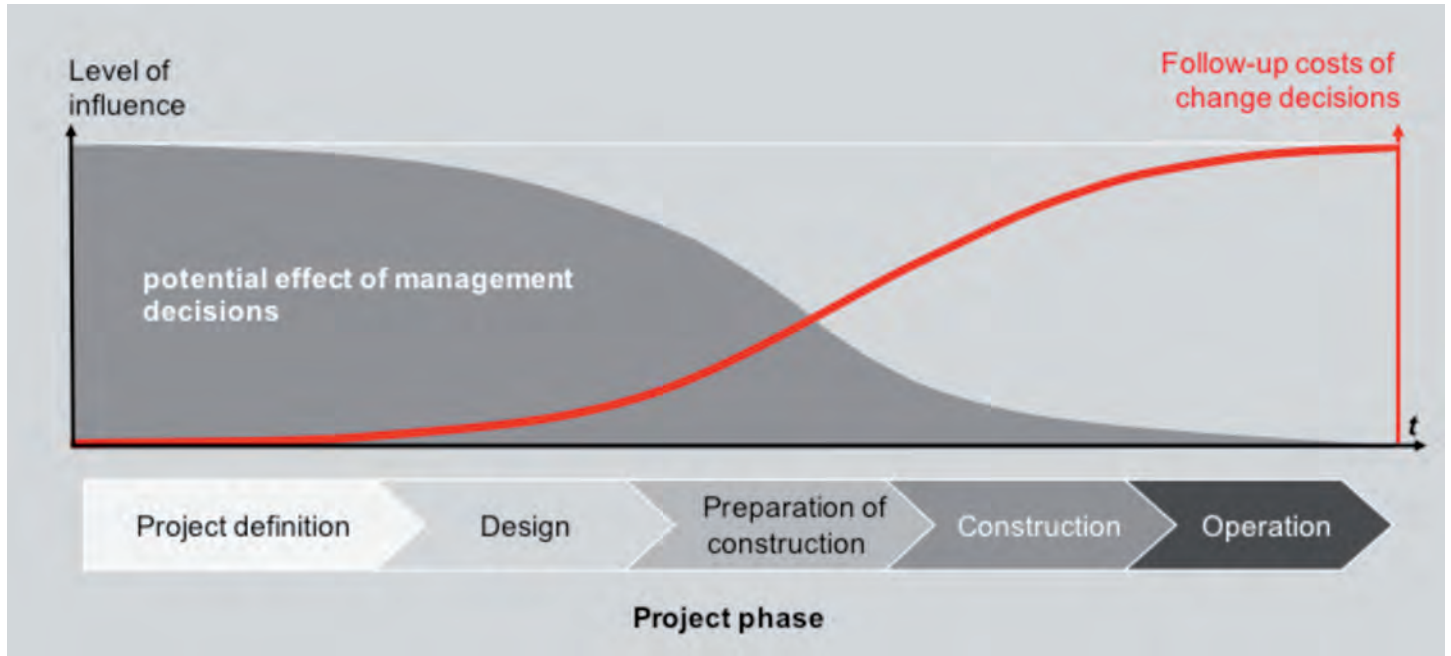 Level of
influence
Follow-up costs of
change decisions
potential effect of management
decisions
t
Project definition
Design
Preparation of
construction
Construction
Operation
Project phase